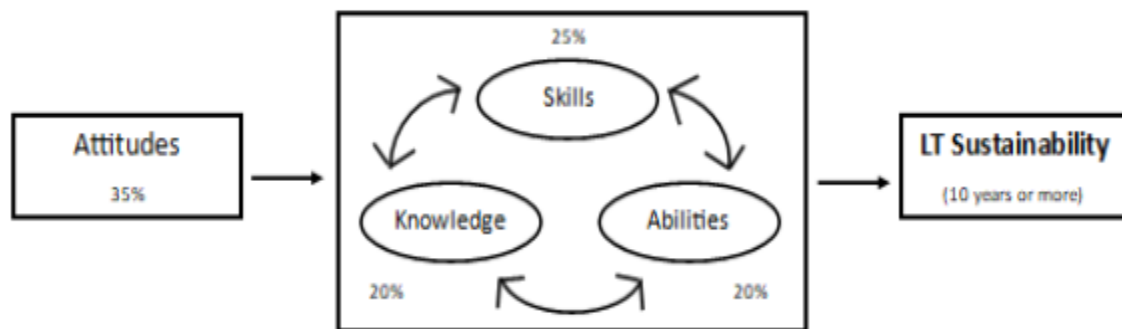 Attitudes
35%
25%
Skills
Knowledge
20%
Abilities
20%
LT Sustainability
(10 years or more)